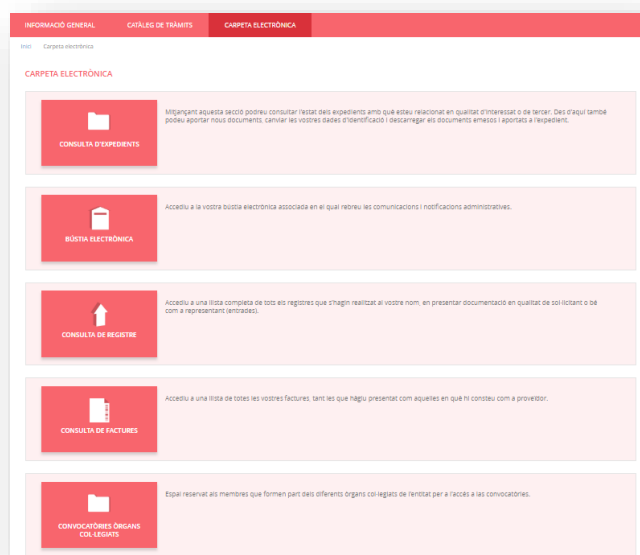 INFORMACIÓ GENERAL CATÀLEG DE TRÀMITS CARPETA ELECTRÒNICA
Inici Carpeta electrònica
CARPETA ELECTRÒNICA
Mitjançant aquesta secció podreu consultar l'estat dels expedients amb què esteu relacionat en qualitat d'interessat o de tercer. Des d'aquí també
podeu aportar nous documents, canviar les vostres dades d'identificació i descarregar els documents emesos i aportats a l'expedient.
CONSULTA D'EXPEDIENTS
Accediu a la vostra bústia electrònica associada en el qual rebreu les comunicacions i notificacions administratives.
BÚSTIA ELECTRÒNICA
Accediu a una llista completa de tots els registres que s'hagin realitzat al vostre nom, en presentar documentació en qualitat de sol·licitant o bé
com a representant (entrades).
CONSULTA DE REGISTRE
Accediu a una llista de totes les vostres factures, tant les que hàgiu presentat com aquelles en què hi consteu com a proveïdor.
CONSULTA DE FACTURES
Espai reservat als membres que formen part dels diferents òrgans col·legiats de l'entitat per a l'accés a las convocatòries.
CONVOCATÒRIES ÒRGANS
COL·LEGIATS